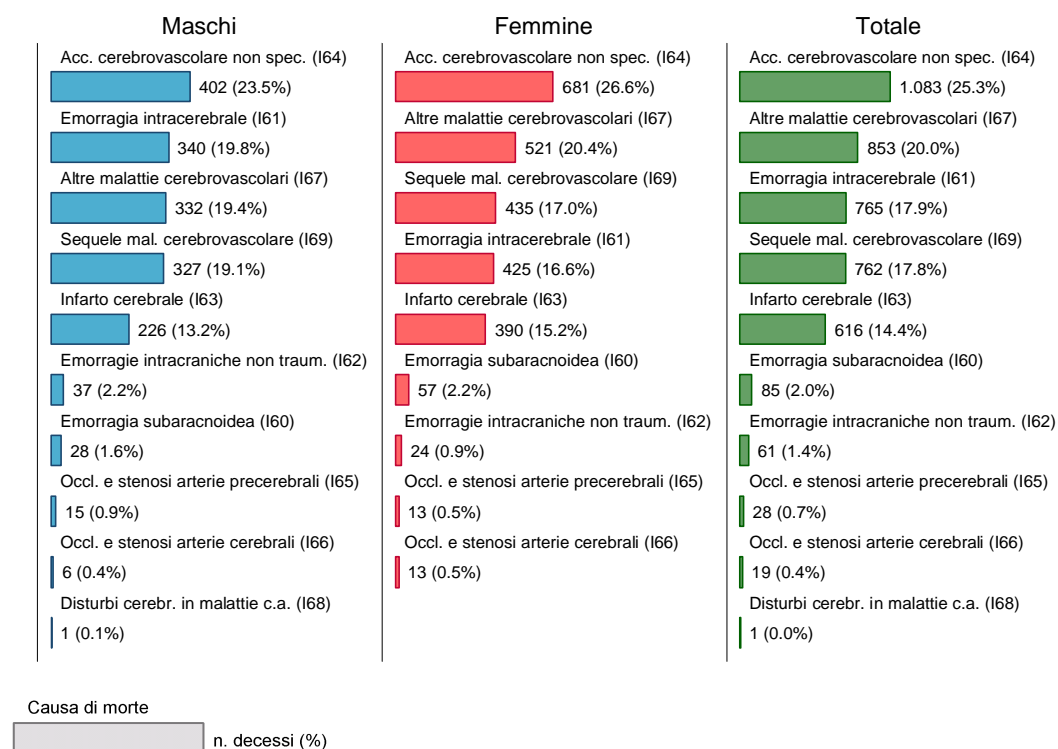 Maschi
Acc. cerebrovascolare non spec. (I64)
402 (23.5%)
Emorragia intracerebrale (I61)
340 (19.8%)
Altre malattie cerebrovascolari (I67)
332 (19.4%)
Sequele mal. cerebrovascolare (I69)
327 (19.1%)
Infarto cerebrale (I63)
226 (13.2%)
Emorragie intracraniche non traum. (I62)
37 (2.2%)
Emorragia subaracnoidea (I60)
28 (1.6%)
Occl. e stenosi arterie precerebrali (I65)
15 (0.9%)
Occl. e stenosi arterie cerebrali (I66)
6 (0.4%)
Disturbi cerebr. in malattie c.a. (I68)
1 (0.1%)
Femmine
Acc. cerebrovascolare non spec. (I64)
681 (26.6%)
Altre malattie cerebrovascolari (I67)
521 (20.4%)
Sequele mal. cerebrovascolare (I69)
435 (17.0%)
Emorragia intracerebrale (I61)
425 (16.6%)
Infarto cerebrale (I63)
390 (15.2%)
Emorragia subaracnoidea (I60)
57 (2.2%)
Emorragie intracraniche non traum. (I62)
24 (0.9%)
Occl. e stenosi arterie precerebrali (I65)
13 (0.5%)
Occl. e stenosi arterie cerebrali (I66)
13 (0.5%)
Totale
Acc. cerebrovascolare non spec. (I64)
1.083 (25.3%)
Altre malattie cerebrovascolari (I67)
853 (20.0%)
Emorragia intracerebrale (I61)
765 (17.9%)
Sequele mal. cerebrovascolare (I69)
762 (17.8%)
Infarto cerebrale (I63)
616 (14.4%)
Emorragia subaracnoidea (I60)
85 (2.0%)
Emorragie intracraniche non traum. (I62)
61 (1.4%)
Occl. e stenosi arterie precerebrali (I65)
28 (0.7%)
Occl. e stenosi arterie cerebrali (I66)
19 (0.4%)
Disturbi cerebr. in malattie c.a. (I68)
1 (0.0%)
Causa di morte
n. decessi (%)